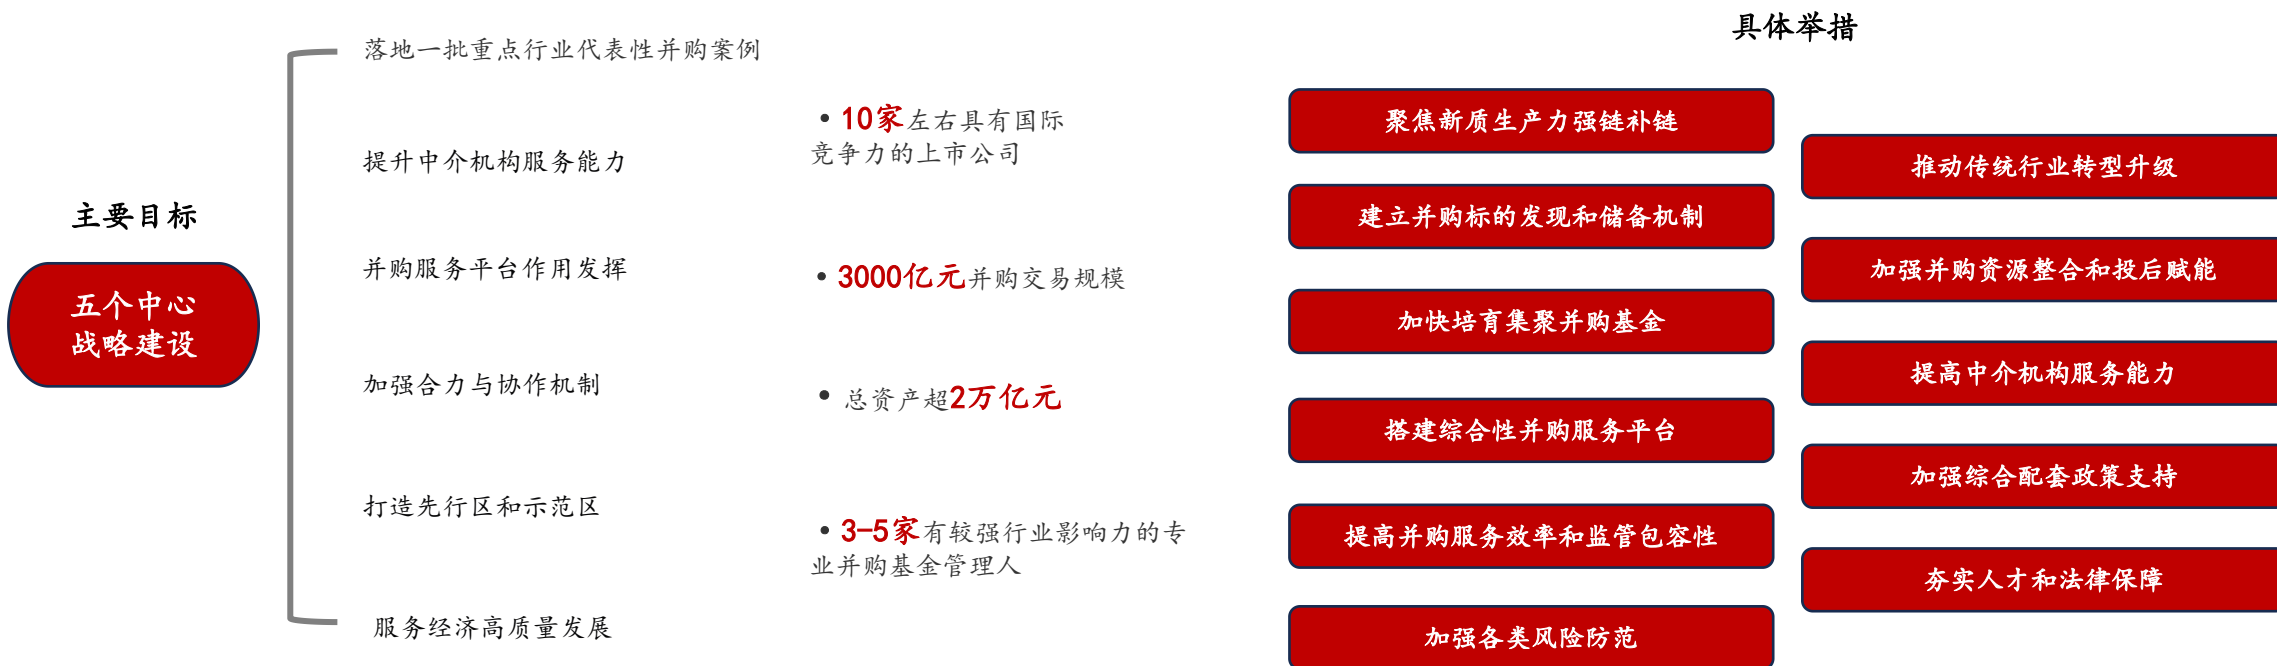 主要目标
五个中心
战略建设
落地一批重点行业代表性并购案例
提升中介机构服务能力
并购服务平台作用发挥
加强合力与协作机制
打造先行区和示范区
服务经济高质量发展
•10家左右具有国际
竞争力的上市公司
•3000亿元并购交易规模
•总资产超2万亿元
•3-5家有较强行业影响力的专
业并购基金管理人
具体举措
聚焦新质生产力强链补链
推动传统行业转型升级
建立并购标的发现和储备机制
加强并购资源整合和投后赋能
加快培育集聚并购基金
提高中介机构服务能力
搭建综合性并购服务平台
加强综合配套政策支持
提高并购服务效率和监管包容性
夯实人才和法律保障
加强各类风险防范